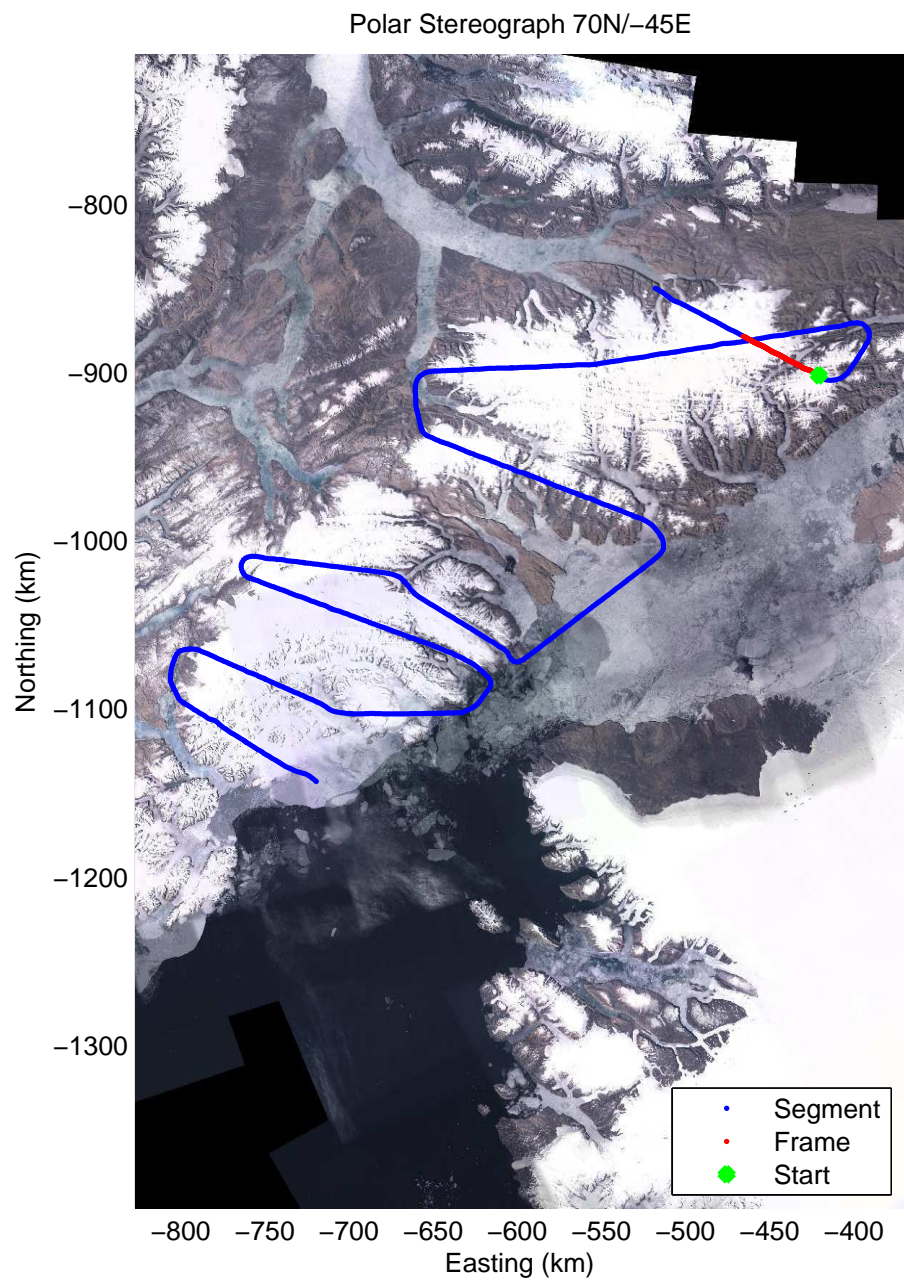 Polar Stereograph 70N/−45E
−800
−900
−1000
−1100
−1200
−1300
Northing (km)
−800 −750 −700 −650 −600 −550 −500 −450 −400
Easting (km)
Segment
Frame
Start